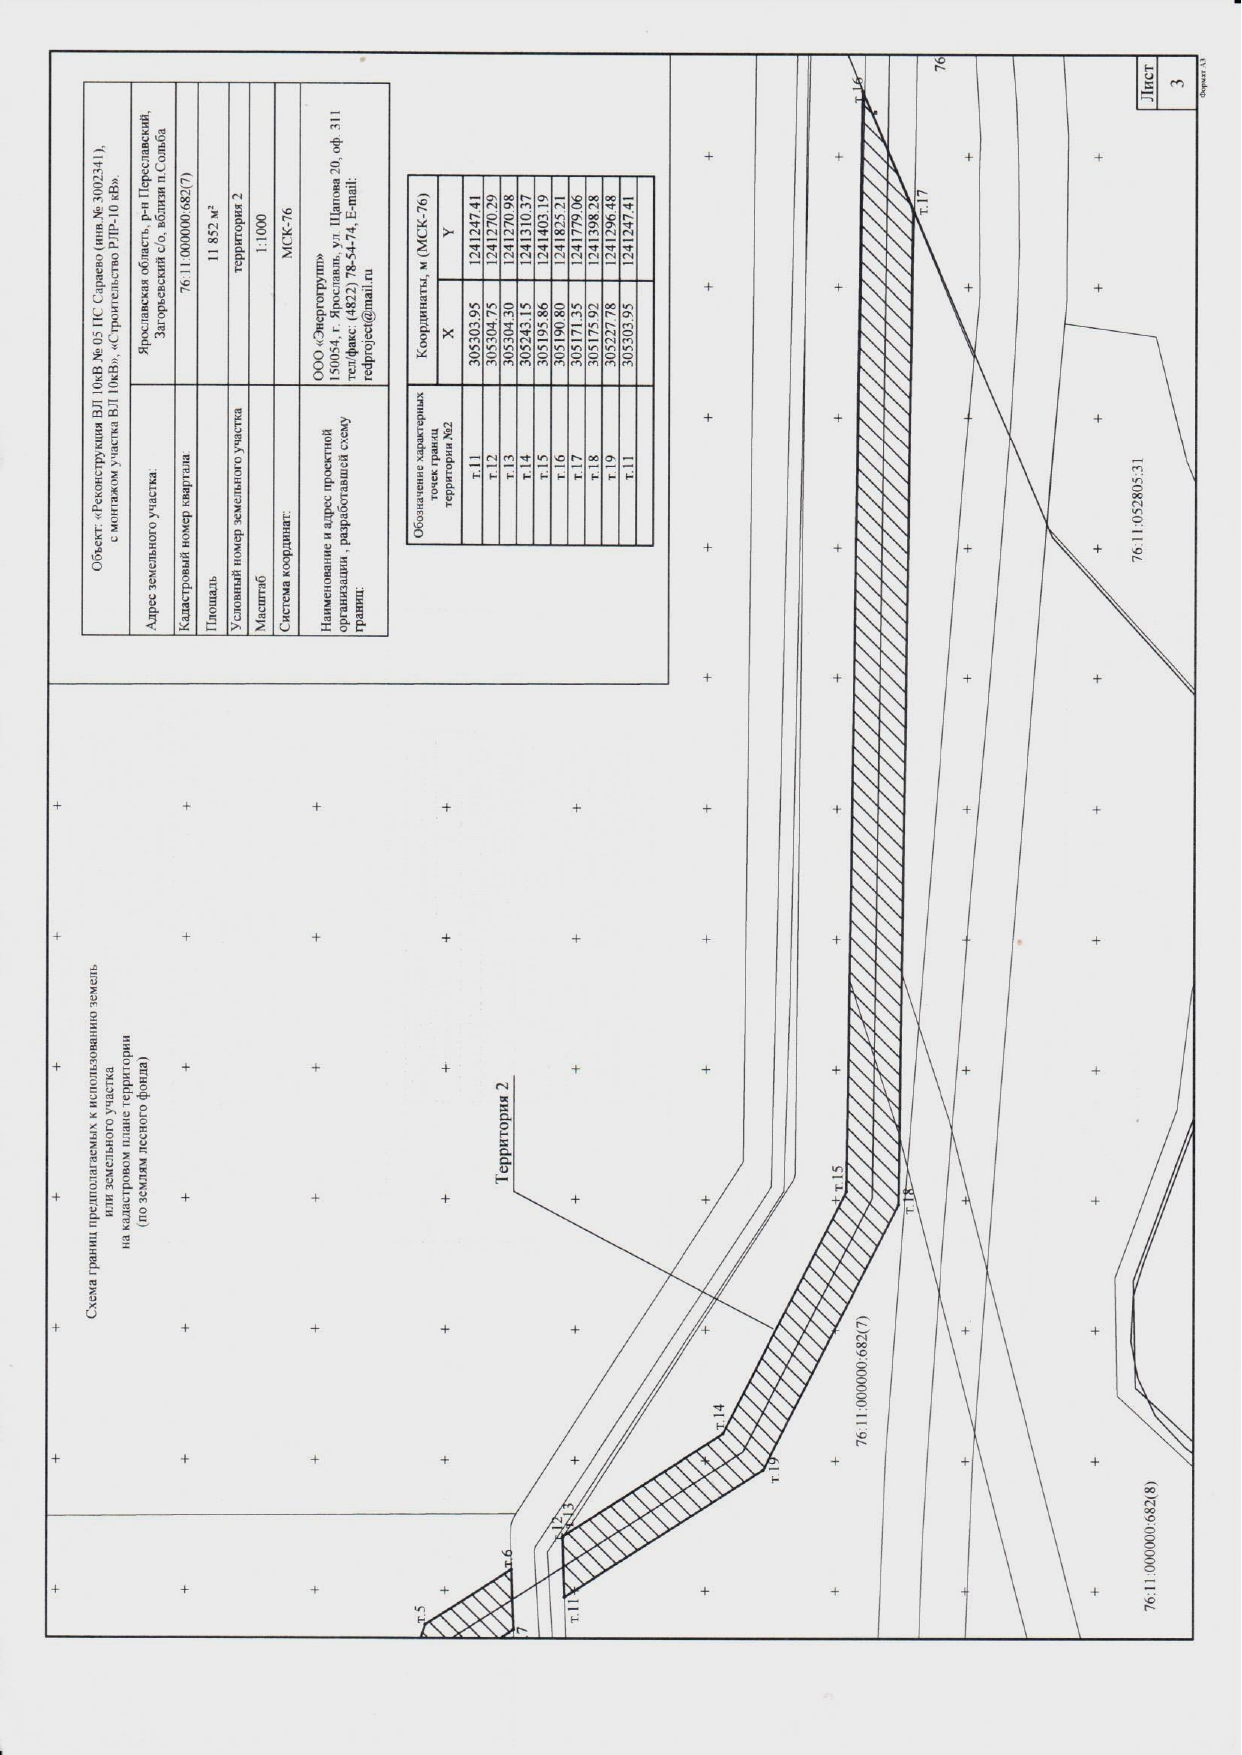 Схема границ предполагаемых к использованию земель
или земельного участка
на кадастровом плане территории
(по землям лесного фонда)
Объект: «Реконструкция ВЛ 10кВ № 05 ПС Сараево (инв.№ 3002341),
с монтажом участка ВЛ 10кВ», «Строительство РЛР-10 кВ».
Адрес земельного участка:
Ярославская область, р-н Переславский,
Загорьевский с/о, вблизи п.Сольба
Кадастровый номер квартала: 76:11:000000:682(7)
Площадь 11 852 м²
Условный номер земельного участка территория 2
Масштаб 1:1000
Система координат: МСК-76
Наименование и адрес проектной
организации , разработавшей схему
границ:
ООО «Энергогрупп»
150054, г. Ярославль, ул. Щапова 20, оф. 311
тел/факс: (4822) 78-54-74, E-mail:
redproject@mail.ru
Обозначение характерных
точек границ
территории №2
Координаты, м (МСК-76)
X Y
т.11 305303.95 1241247.41
т.12 305304.75 1241270.29
т.13 305304.30 1241270.98
т.14 305243.15 1241310.37
т.15 305195.86 1241403.19
т.16 305190.80 1241825.21
т.17 305171.35 1241779.06
т.18 305175.92 1241398.28
т.19 305227.78 1241296.48
т.11 305303.95 1241247.41
Территория 2
т.5
т.6
7
т.11
т.12
т.13
т.14
т.19
т.15
т.18
т.16
т.17
76
76:11:000000:682(7)
76:11:052805:31
76:11:000000:682(8)
Лист
3
Формат А3